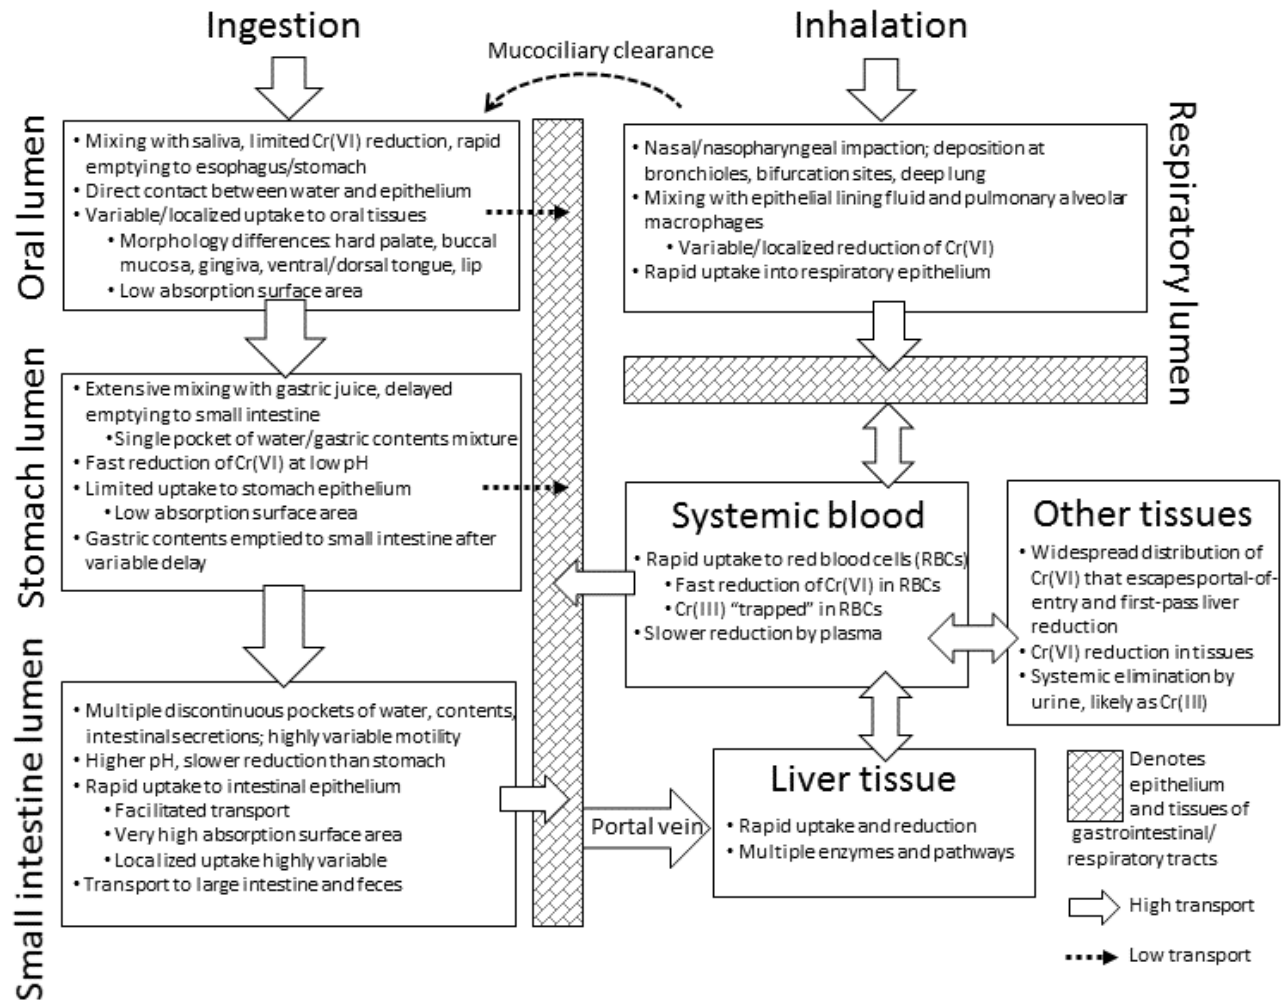 Ingestion
Inhalation
Mucociliary clearance
Oral lumen
• Mixing with saliva, limited Cr(VI) reduction, rapid
emptying to esophagus/stomach
• Direct contact between water and epithelium
• Variable/localized uptake to oral tissues
• Morphology differences: hard palate, buccal
mucosa, gingiva, ventral/dorsal tongue, lip
• Low absorption surface area
Respiratory lumen
• Nasal/nasopharyngeal impaction; deposition at
bronchioles, bifurcation sites, deep lung
• Mixing with epithelial lining fluid and pulmonary alveolar
macrophages
• Variable/localized reduction of Cr(VI)
• Rapid uptake into respiratory epithelium
Stomach lumen
• Extensive mixing with gastric juice, delayed
emptying to small intestine
• Single pocket of water/gastric contents mixture
• Fast reduction of Cr(VI) at low pH
• Limited uptake to stomach epithelium
• Low absorption surface area
• Gastric contents emptied to small intestine after
variable delay
Systemic blood
• Rapid uptake to red blood cells (RBCs)
• Fast reduction of Cr(VI) in RBCs
• Cr(III) “trapped” in RBCs
• Slower reduction by plasma
Other tissues
• Widespread distribution of
Cr(VI) that escapes portal-of-
entry and first-pass liver
reduction
• Cr(VI) reduction in tissues
• Systemic elimination by
urine, likely as Cr(III)
Small intestine lumen
• Multiple discontinuous pockets of water, contents,
intestinal secretions; highly variable motility
• Higher pH, slower reduction than stomach
• Rapid uptake to intestinal epithelium
• Facilitated transport
• Very high absorption surface area
• Localized uptake highly variable
• Transport to large intestine and feces
Portal vein
Liver tissue
• Rapid uptake and reduction
• Multiple enzymes and pathways
Denotes
epithelium
and tissues of
gastrointestinal/
respiratory tracts
High transport
Low transport